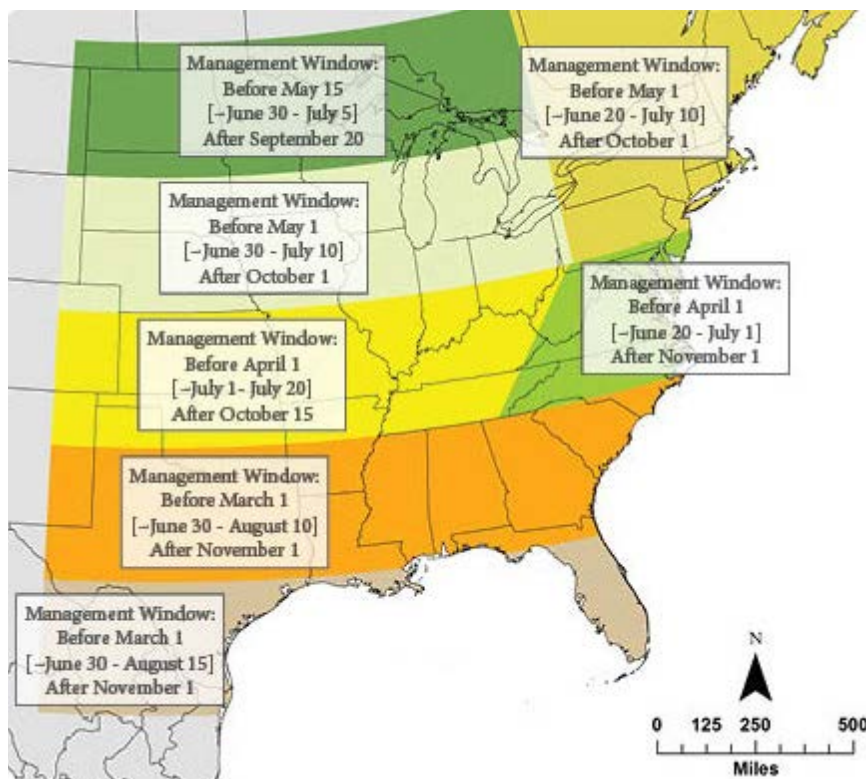 Management Window:
Before May 15
[~June 30 - July 5]
After September 20
Management Window:
Before May 1
[~June 20 - July 10]
After October 1
Management Window:
Before May 1
[~June 30 - July 10]
After October 1
Management Window:
Before April 1
[~June 20 - July 1]
After November 1
Management Window:
Before April 1
[~July 1- July 20]
After October 15
Management Window:
Before March 1
[~June 30 - August 10]
After November 1
Management Window:
Before March 1
[~June 30 - August 15]
After November 1
N
0 125 250 500
Miles